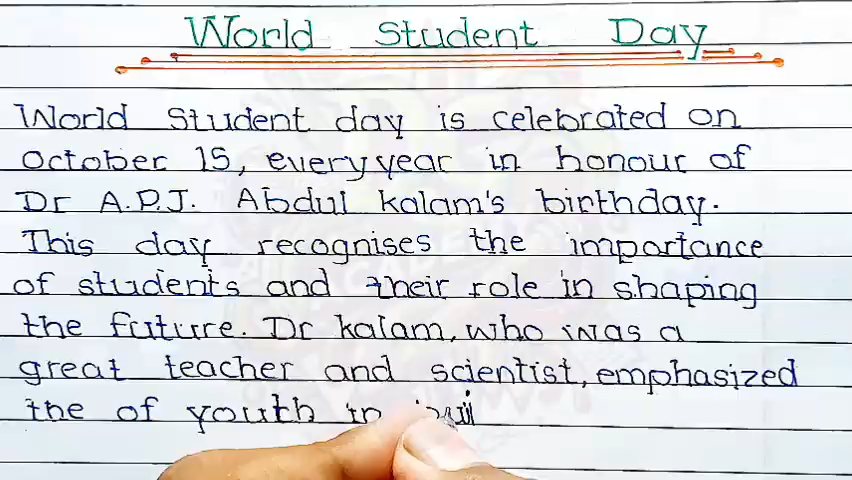 World Student Day
World Student day is celebrated on
October 15, every year in honour of
Dr A.P.J. Abdul Kalam's birthday.
This day recognises the importance
of students and their role in shaping
the future. Dr Kalam, who was a
great teacher and scientist, emphasized
the of youth in